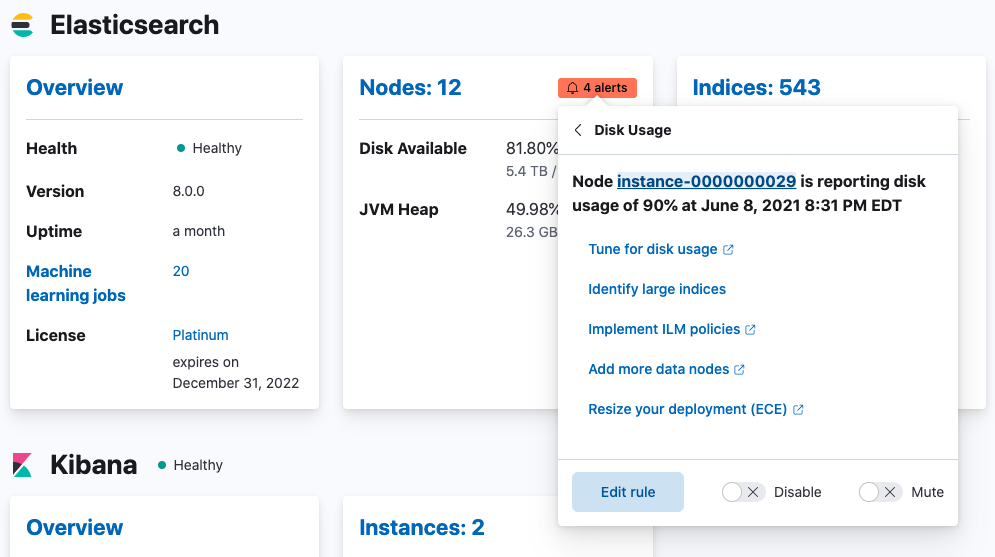 Elasticsearch
Overview
Health
Healthy
Version
8.0.0
Uptime
a month
Machine
learning jobs
20
License
Platinum
expires on
December 31, 2022
Nodes: 12
4 alerts
Disk Available
81.80%
5.4 TB /
JVM Heap
49.98%
26.3 GB
Indices: 543
Disk Usage
Node instance-0000000029 is reporting disk
usage of 90% at June 8, 2021 8:31 PM EDT
Tune for disk usage
Identify large indices
Implement ILM policies
Add more data nodes
Resize your deployment (ECE)
Edit rule
Disable
Mute
Kibana
Healthy
Overview
Instances: 2